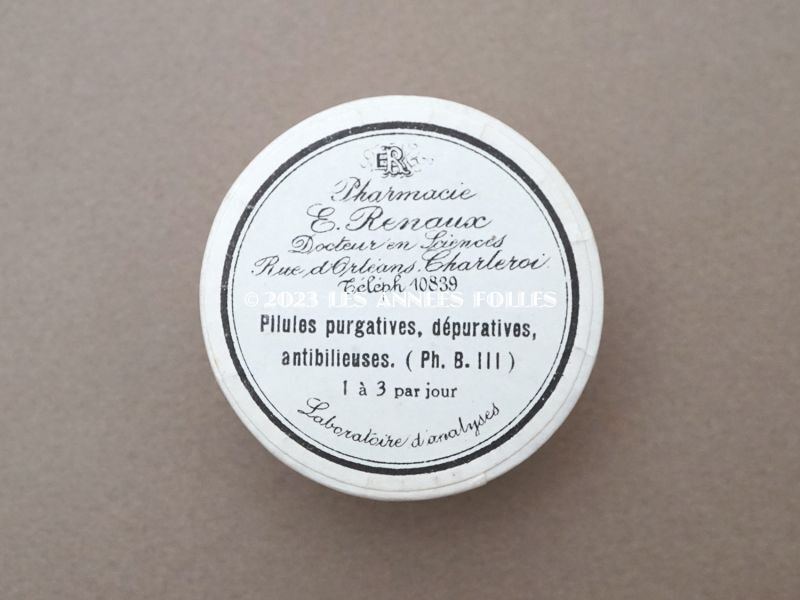 ER
Pharmacie
E. Renaux
Docteur en Sciences
Rue d'Orléans. Charleroi.
Téléph 10839
© 2023 LES ANNÉES FOLLES
Pilules purgatives, dépuratives,
antibilieuses. ( Ph. B. III )
1 à 3 par jour
Laboratoire d'analyses